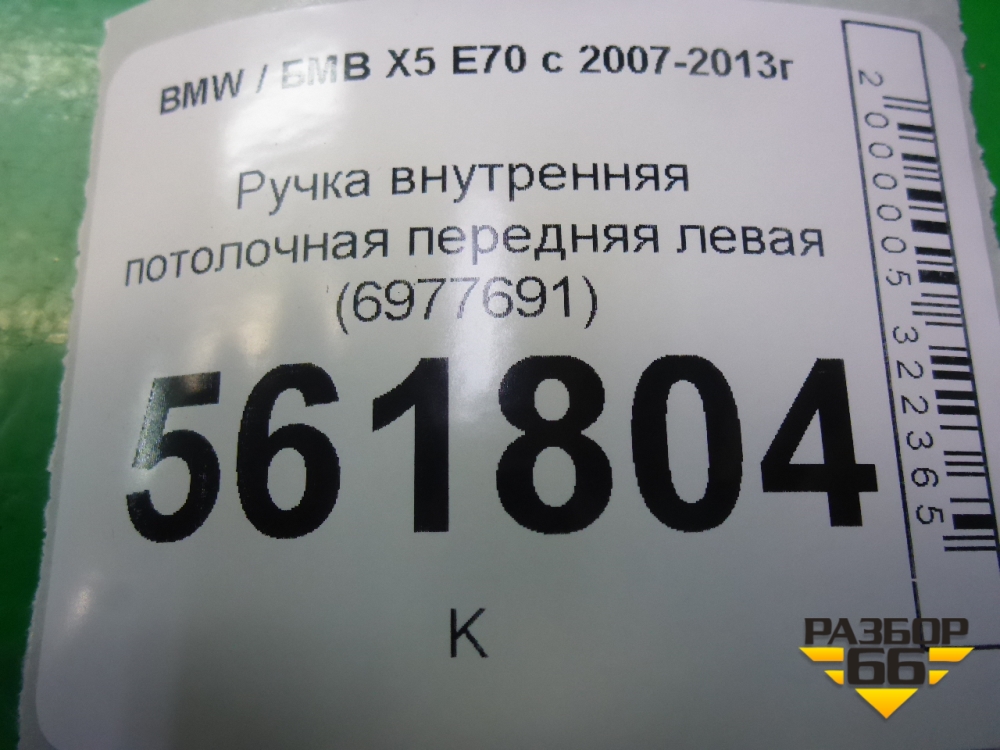 BMW / БМВ X5 E70 с 2007-2013г
Ручка внутренняя
потолочная передняя левая
(6977691)
561804
К
2000005322365
РАЗБОР
66